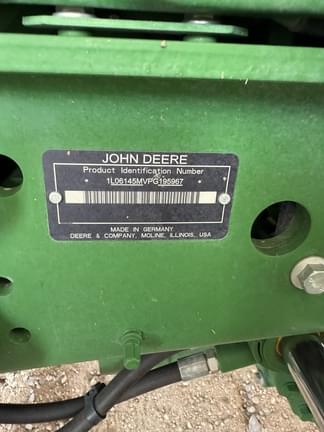 JOHN DEERE
Product Identification Number
1L06145MVPG195967
MADE IN GERMANY
DEERE & COMPANY, MOLINE, ILLINOIS, USA